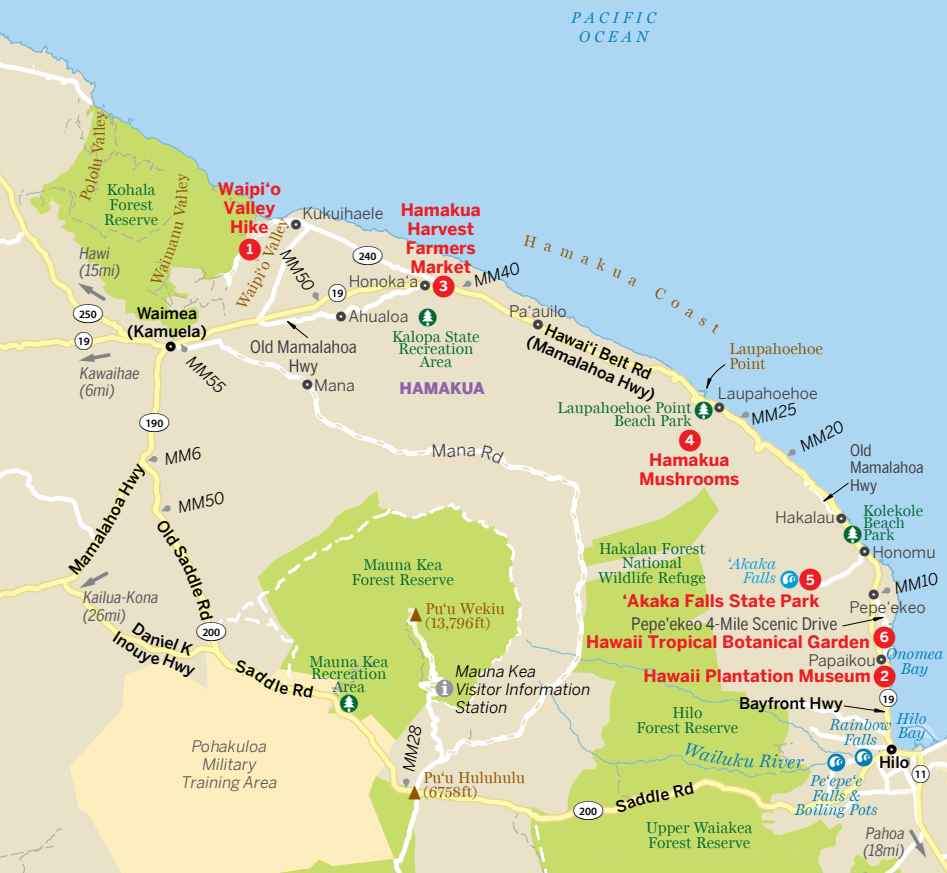 PACIFIC
OCEAN
Pololu Valley
Kohala
Forest
Reserve
Waimanu Valley
Waipi‘o
Valley
Hike
1
Waipi‘o Valley
Kukuihaele
240
Hamakua
Harvest
Farmers
Market
3
MM40
Hamakua Coast
Hawi
(15mi)
MM50
19
Honoka‘a
250
19
Waimea
(Kamuela)
Ahualoa
Kalopa State
Recreation
Area
Pa‘auilo
Hawai‘i Belt Rd
(Mamalahoa Hwy)
Laupahoehoe
Point
Kawaihae
(6mi)
MM55
Old Mamalahoa
Hwy
Mana
HAMAKUA
Laupahoehoe
Laupahoehoe Point
Beach Park
MM25
190
4
Hamakua
Mushrooms
MM20
Mana Rd
MM6
Old
Mamalahoa
Hwy
MM50
Mamalahoa Hwy
Old Saddle Rd
Hakalau
Kolekole
Beach
Park
Honomu
Hakalau Forest
National
Wildlife Refuge
‘Akaka
Falls
5
‘Akaka Falls State Park
MM10
Mauna Kea
Forest Reserve
Kailua-Kona
(26mi)
Pu‘u Wekiu
(13,796ft)
Pepe‘ekeo
Pepe'ekeo 4-Mile Scenic Drive
200
Daniel K
Inouye Hwy
Hawaii Tropical Botanical Garden
6
Papaikou
Onomea
Bay
Saddle Rd
Mauna Kea
Recreation
Area
i
Mauna Kea
Visitor Information
Station
Hawaii Plantation Museum
2
Bayfront Hwy
19
Hilo
Forest Reserve
Rainbow
Falls
Hilo
Bay
Pohakuloa
Military
Training Area
MM28
Wailuku River
Hilo
11
Pu‘u Huluhulu
(6758ft)
Pe‘epe‘e
Falls &
Boiling Pots
200
Saddle Rd
Upper Waiakea
Forest Reserve
Pahoa
(18mi)